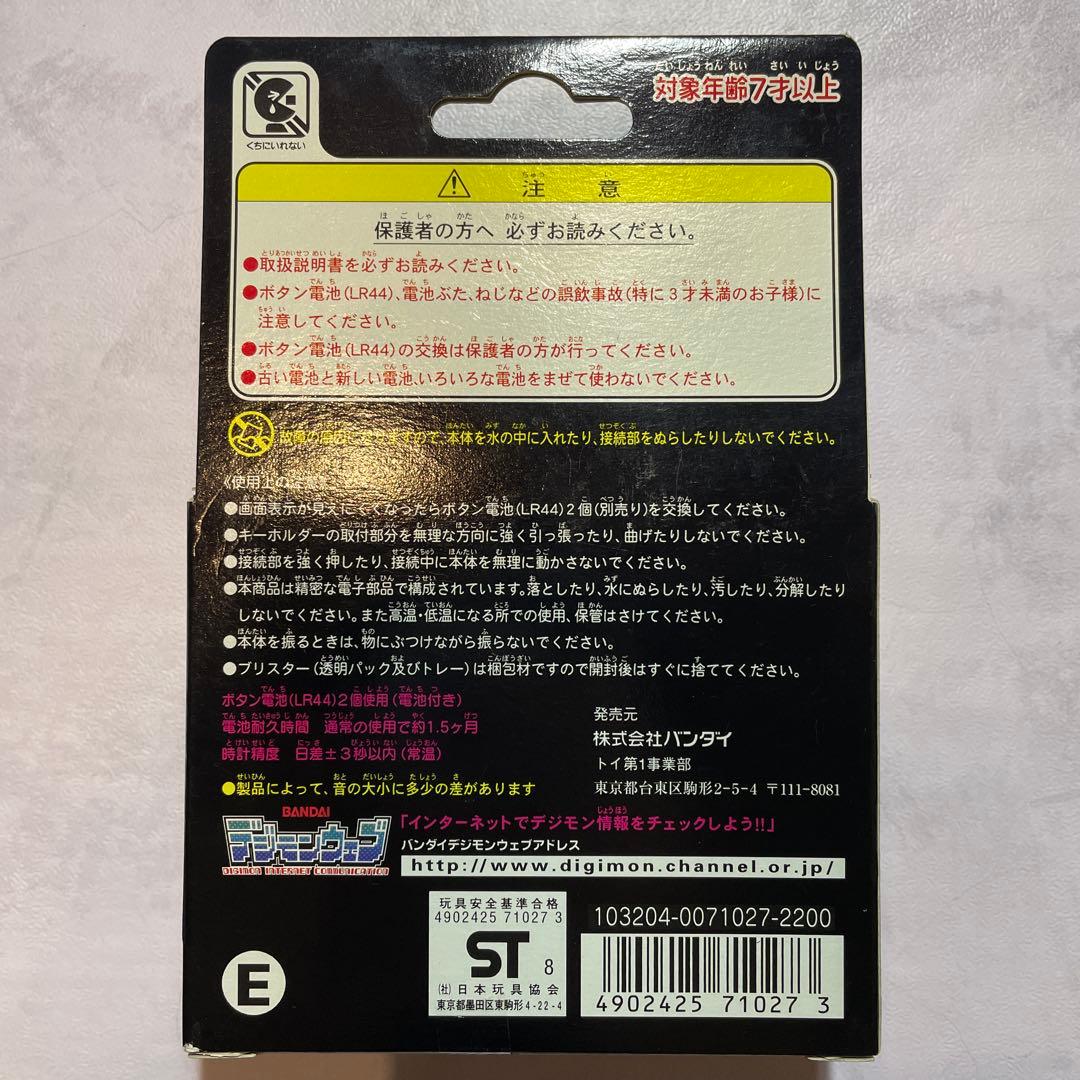 対象年齢7才以上
くちにいれない
注意
保護者の方へ 必ずお読みください。
●取扱説明書を必ずお読みください。
●ボタン電池(LR44)、電池ぶた、ねじなどの誤飲事故(特に3才未満のお子様)に
注意してください。
●ボタン電池(LR44)の交換は保護者の方が行ってください。
●古い電池と新しい電池、いろいろな電池をまぜて使わないでください。
故障の原因になりますので、本体を水の中に入れたり、接続部をぬらしたりしないでください。
《使用上の注意》
●画面表示が見えにくくなったらボタン電池(LR44)2個(別売り)を交換してください。
●キーホルダーの取付部分を無理な方向に強く引っ張ったり、曲げたりしないでください。
●接続部を強く押したり、接続中に本体を無理に動かさないでください。
●本商品は精密な電子部品で構成されています。落としたり、水にぬらしたり、汚したり、分解したり
しないでください。また高温・低温になる所での使用、保管はさけてください。
●本体を振るときは、物にぶつけながら振らないでください。
●ブリスター(透明パック及びトレー)は梱包材ですので開封後はすぐに捨ててください。
ボタン電池(LR44)2個使用(電池付き)
電池耐久時間 通常の使用で約1.5ヶ月
時計精度 日差±3秒以内(常温)
●製品によって、音の大小に多少の差があります
発売元
株式会社バンダイ
トイ第1事業部
東京都台東区駒形2-5-4 〒111-8081
BANDAI
デジモンウェブ
DIGIMON INTERNET COMMUNICATION
「インターネットでデジモン情報をチェックしよう!!」
バンダイデジモンウェブアドレス
http://www.digimon.channel.or.jp/
E
玩具安全基準合格
4902425 71027 3
ST 8
(社)日本玩具協会
東京都墨田区東駒形4-22-4
103204-0071027-2200
4902425 71027 3